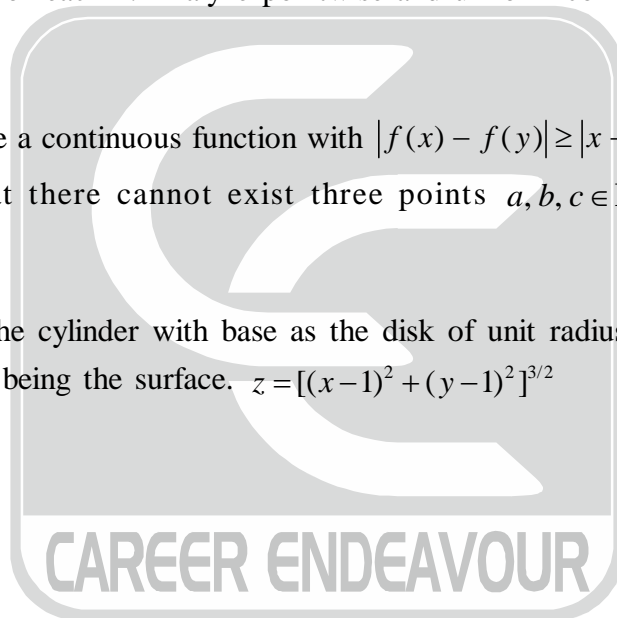 e a continuous function with |f(x) − f(y)| ≥ |x −
t there cannot exist three points a, b, c ∈
he cylinder with base as the disk of unit radius
being the surface. z = [(x−1)² + (y−1)²]^{3/2}
CAREER ENDEAVOUR